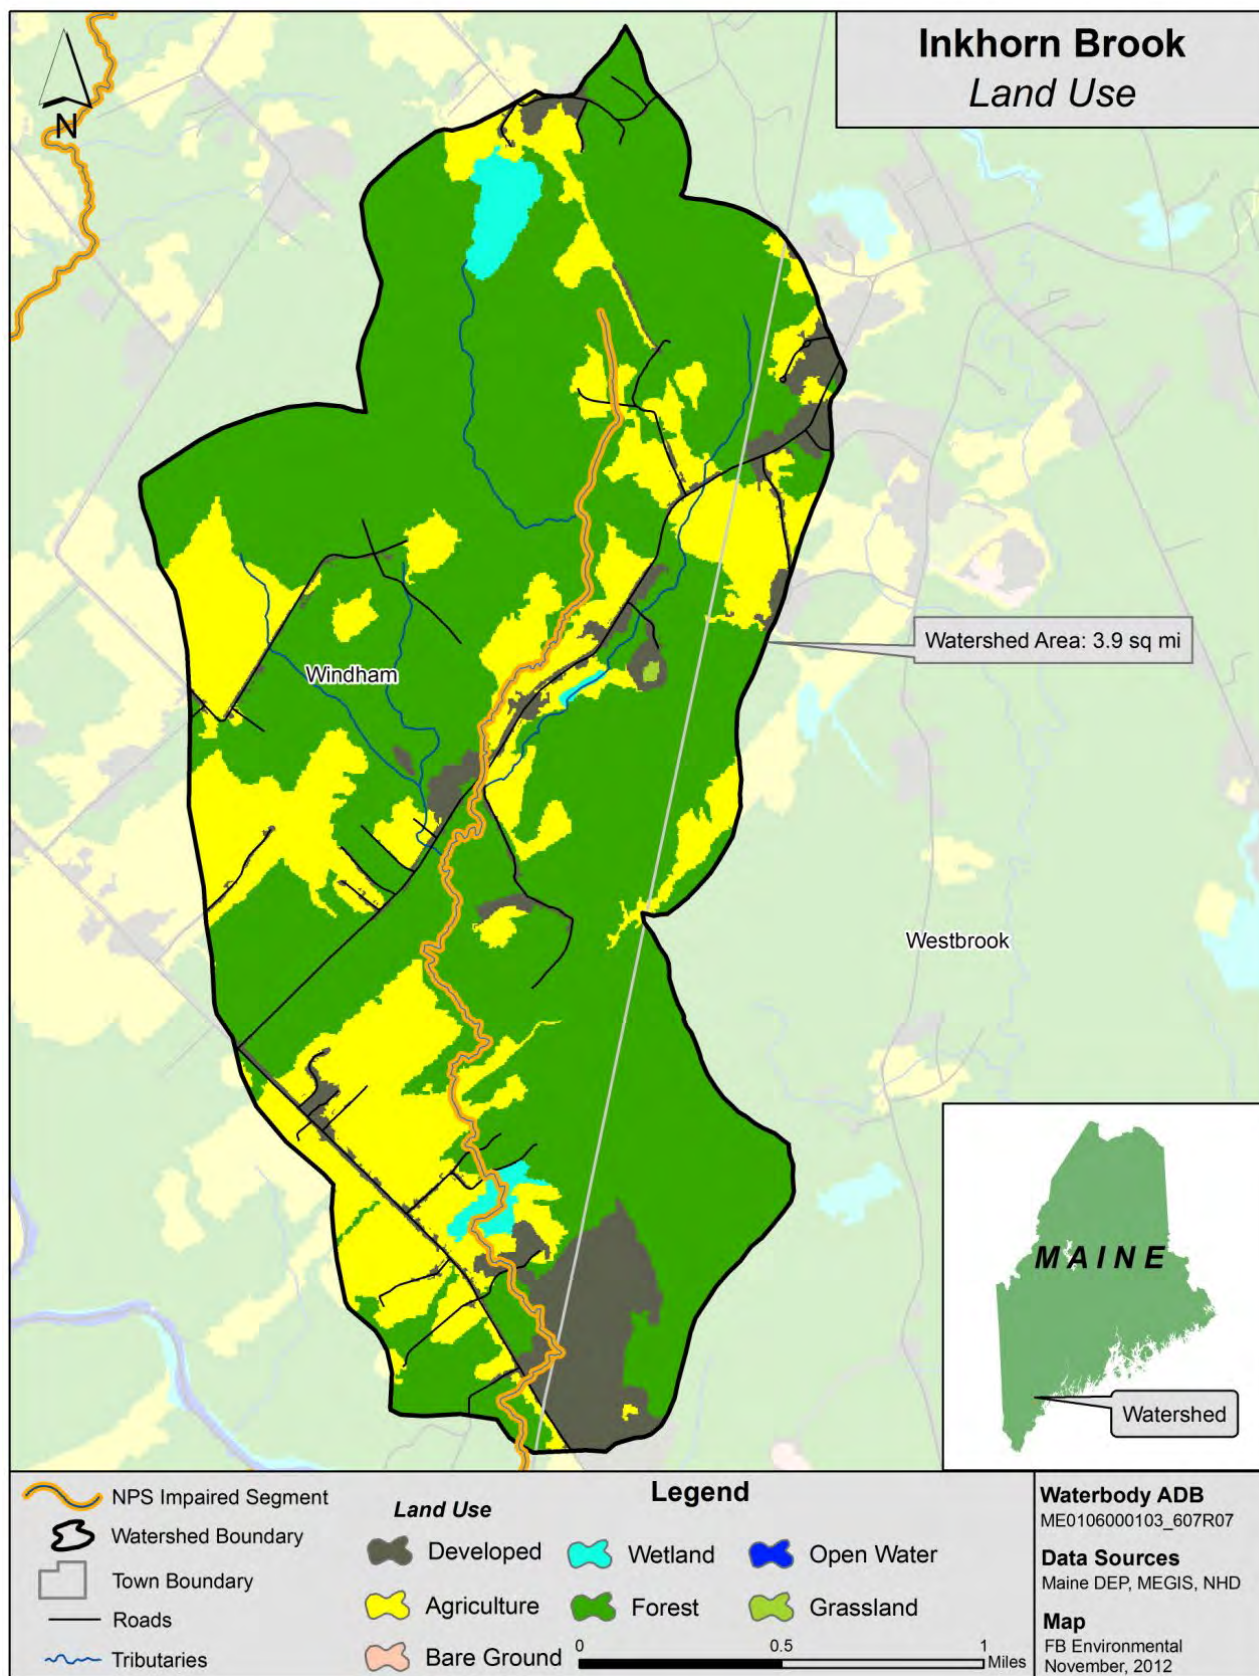 Inkhorn Brook
Land Use
N
Windham
Watershed Area: 3.9 sq mi
Westbrook
MAINE
Watershed
Legend
NPS Impaired Segment
Watershed Boundary
Town Boundary
Roads
Tributaries
Land Use
Developed
Wetland
Open Water
Agriculture
Forest
Grassland
Bare Ground
0 0.5 1
Miles
Waterbody ADB
ME0106000103_607R07
Data Sources
Maine DEP, MEGIS, NHD
Map
FB Environmental
November, 2012